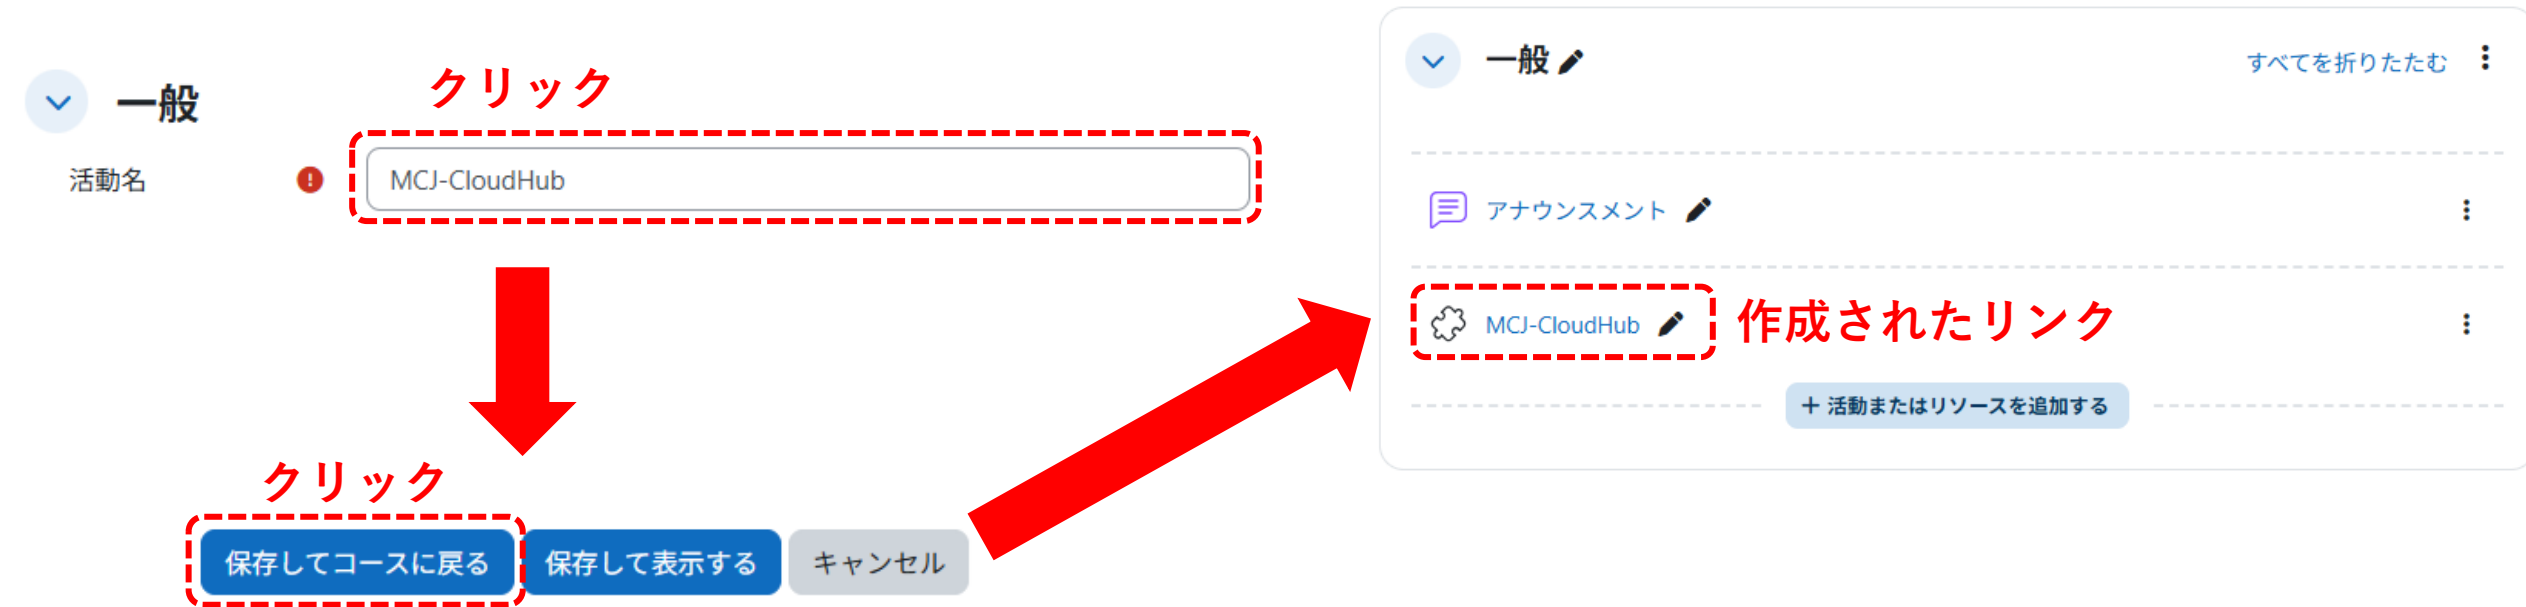 一般
クリック
活動名
MCJ-CloudHub
クリック
保存してコースに戻る
保存して表示する
キャンセル
一般
すべてを折りたたむ
アナウンスメント
MCJ-CloudHub
作成されたリンク
+ 活動またはリソースを追加する